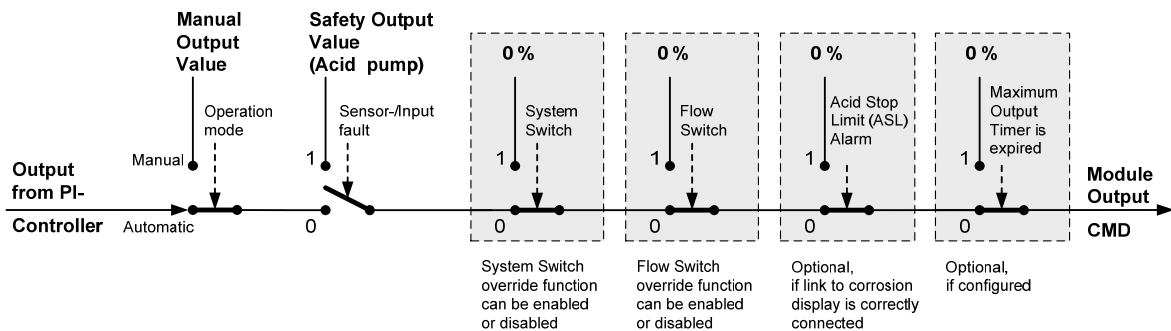 Manual
Output
Value
Safety Output
Value
(Acid pump)
0 %
0 %
0 %
0 %
Operation
mode
Sensor-/Input
fault
System
Switch
Flow
Switch
Acid Stop
Limit (ASL)
Alarm
Maximum
Output
Timer is
expired
Manual
1
1
1
1
1
Output
from PI-
Controller
Automatic
0
0
0
0
0
Module
Output
CMD
System Switch
override function
can be enabled
or disabled
Flow Switch
override function
can be enabled
or disabled
Optional,
if link to corrosion
display is correctly
connected
Optional,
if configured